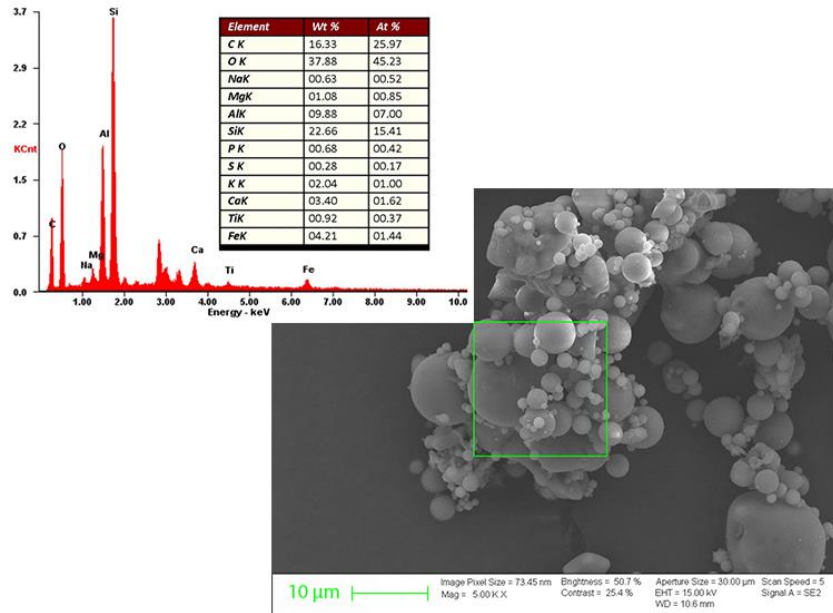 3.7
2.9
2.2
KCnt
1.5
0.7
0.0
C
O
Na
Mg
Al
Si
Ca
Ti
Fe
1.00 2.00 3.00 4.00 5.00 6.00 7.00 8.00 9.00 10.0
Energy - keV
Element Wt % At %
C K 16.33 25.97
O K 37.88 45.23
NaK 00.63 00.52
MgK 01.08 00.85
AlK 09.88 07.00
SiK 22.66 15.41
P K 00.68 00.42
S K 00.28 00.17
K K 02.04 01.00
CaK 03.40 01.62
TiK 00.92 00.37
FeK 04.21 01.44
10 µm
Image Pixel Size = 73.45 nm Brightness = 50.7 % Aperture Size = 30.00 µm Scan Speed = 5
Mag = 5.00 K X Contrast = 25.4 % EHT = 15.00 kV Signal A = SE2
WD = 10.6 mm